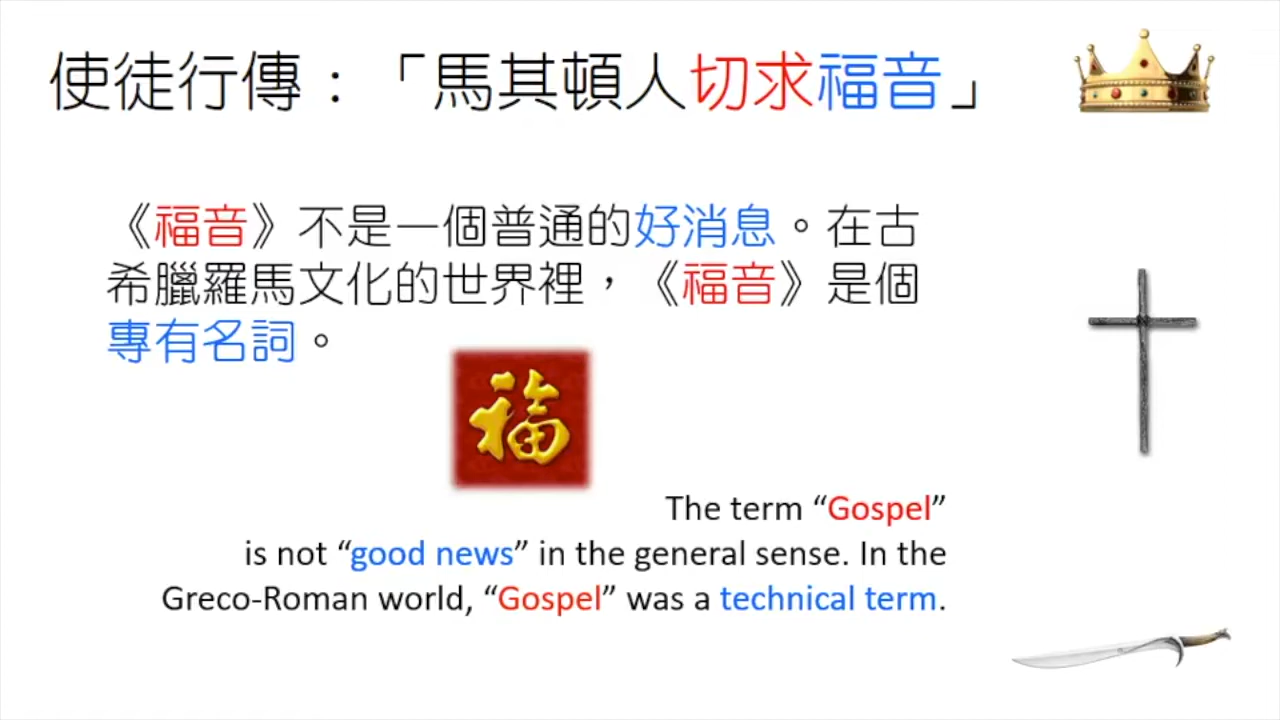 使徒行傳：「馬其頓人切求福音」
《福音》不是一個普通的好消息。在古
希臘羅馬文化的世界裡，《福音》是個
專有名詞。
福
The term “Gospel”
is not “good news” in the general sense. In the
Greco-Roman world, “Gospel” was a technical term.